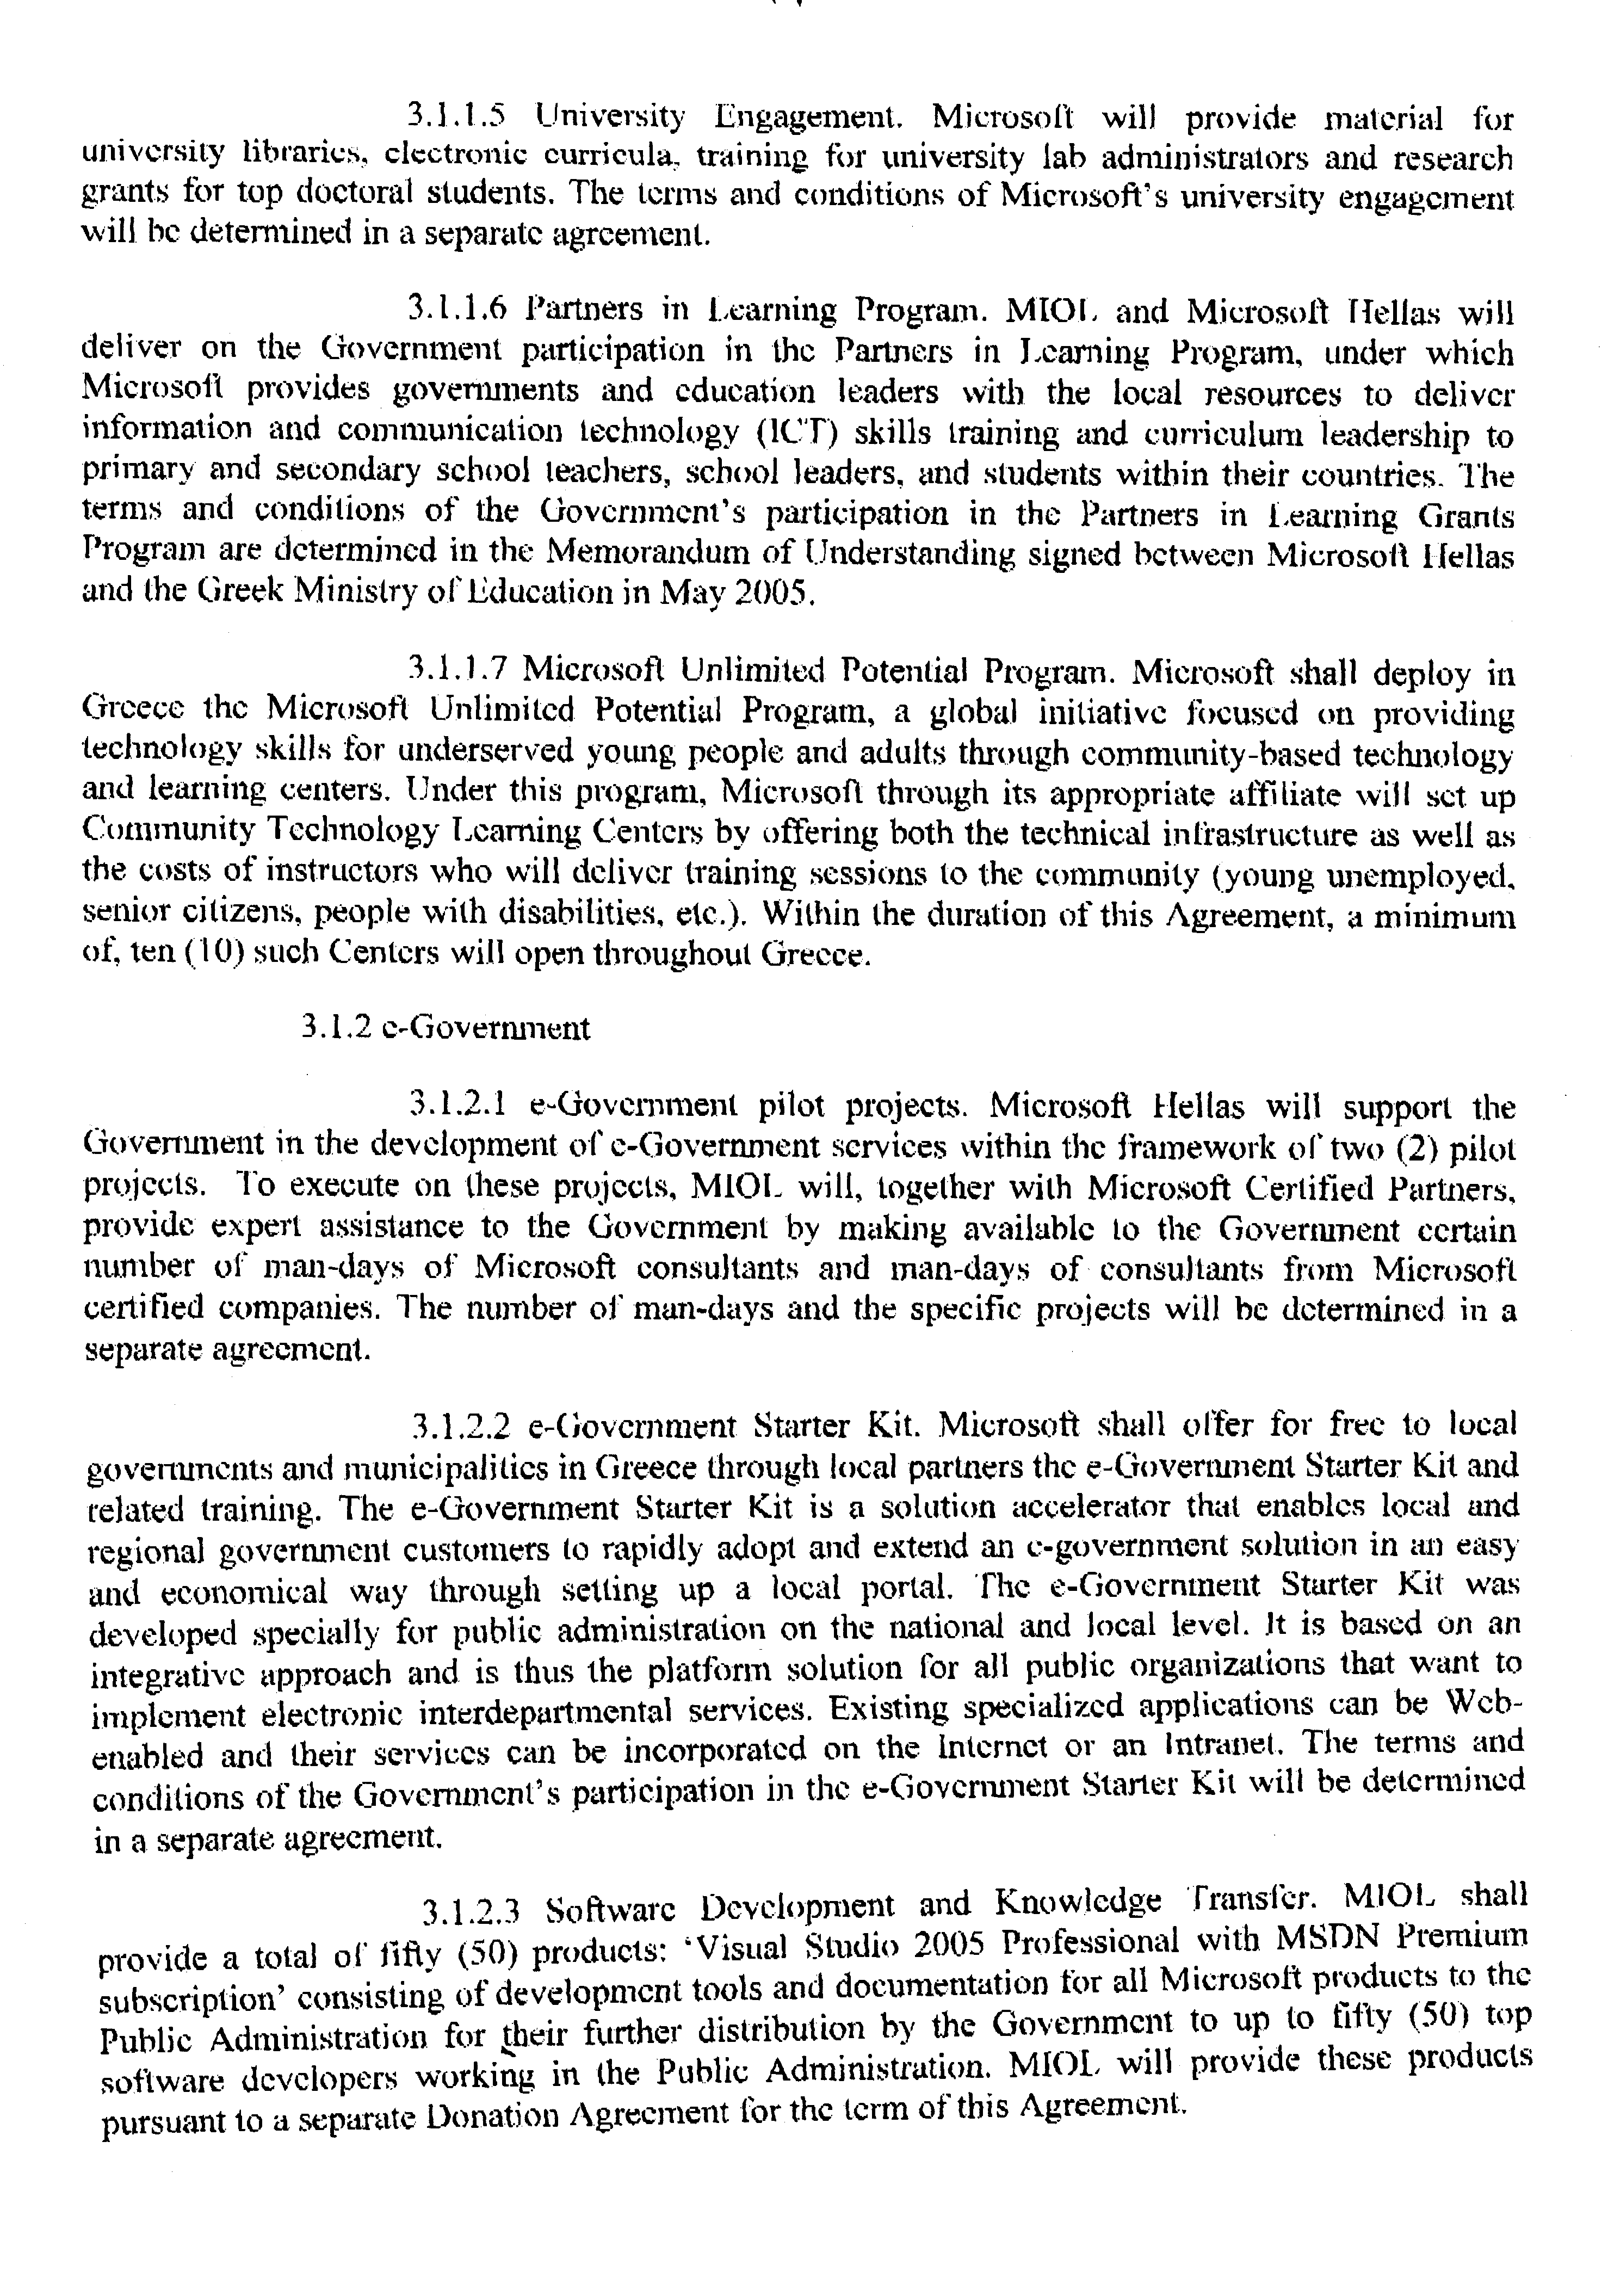 3.1.1.5 University Engagement. Microsoft will provide material for
university libraries, electronic curricula, training for university lab administrators and research
grants for top doctoral students. The terms and conditions of Microsoft's university engagement
will be determined in a separate agreement.
3.1.1.6 Partners in Learning Program. MIOL and Microsoft Hellas will
deliver on the Government participation in the Partners in Learning Program, under which
Microsoft provides governments and education leaders with the local resources to deliver
information and communication technology (ICT) skills training and curriculum leadership to
primary and secondary school teachers, school leaders, and students within their countries. The
terms and conditions of the Government's participation in the Partners in Learning Grants
Program are determined in the Memorandum of Understanding signed between Microsoft Hellas
and the Greek Ministry of Education in May 2005.
3.1.1.7 Microsoft Unlimited Potential Program. Microsoft shall deploy in
Greece the Microsoft Unlimited Potential Program, a global initiative focused on providing
technology skills for underserved young people and adults through community-based technology
and learning centers. Under this program, Microsoft through its appropriate affiliate will set up
Community Technology Learning Centers by offering both the technical infrastructure as well as
the costs of instructors who will deliver training sessions to the community (young unemployed,
senior citizens, people with disabilities, etc.). Within the duration of this Agreement, a minimum
of, ten (10) such Centers will open throughout Greece.
3.1.2 e-Government
3.1.2.1 e-Government pilot projects. Microsoft Hellas will support the
Government in the development of e-Government services within the framework of two (2) pilot
projects. To execute on these projects, MIOL will, together with Microsoft Certified Partners,
provide expert assistance to the Government by making available to the Government certain
number of man-days of Microsoft consultants and man-days of consultants from Microsoft
certified companies. The number of man-days and the specific projects will be determined in a
separate agreement.
3.1.2.2 e-Government Starter Kit. Microsoft shall offer for free to local
governments and municipalities in Greece through local partners the e-Government Starter Kit and
related training. The e-Government Starter Kit is a solution accelerator that enables local and
regional government customers to rapidly adopt and extend an e-government solution in an easy
and economical way through setting up a local portal. The e-Government Starter Kit was
developed specially for public administration on the national and local level. It is based on an
integrative approach and is thus the platform solution for all public organizations that want to
implement electronic interdepartmental services. Existing specialized applications can be Web-
enabled and their services can be incorporated on the Internet or an Intranet. The terms and
conditions of the Government's participation in the e-Government Starter Kit will be determined
in a separate agreement.
3.1.2.3 Software Development and Knowledge Transfer. MIOL shall
provide a total of fifty (50) products: 'Visual Studio 2005 Professional with MSDN Premium
subscription' consisting of development tools and documentation for all Microsoft products to the
Public Administration for their further distribution by the Government to up to fifty (50) top
software developers working in the Public Administration. MIOL will provide these products
pursuant to a separate Donation Agreement for the term of this Agreement.